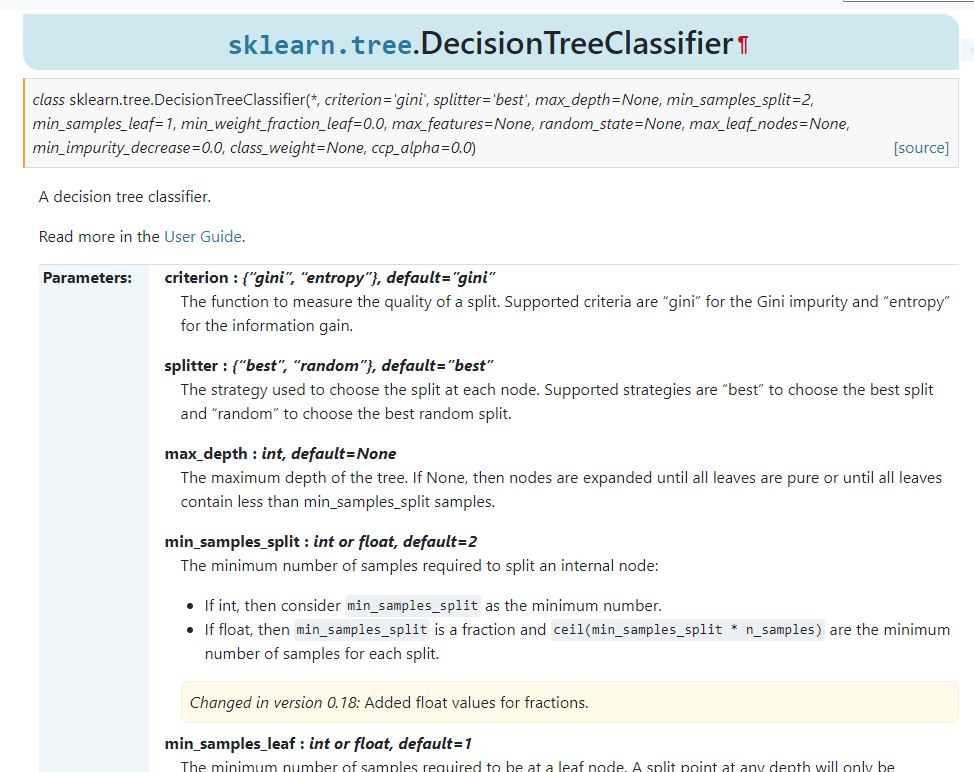 sklearn.tree.DecisionTreeClassifier¶
class sklearn.tree.DecisionTreeClassifier(*, criterion='gini', splitter='best', max_depth=None, min_samples_split=2,
min_samples_leaf=1, min_weight_fraction_leaf=0.0, max_features=None, random_state=None, max_leaf_nodes=None,
min_impurity_decrease=0.0, class_weight=None, ccp_alpha=0.0) [source]
A decision tree classifier.
Read more in the User Guide.
Parameters: criterion : {“gini”, “entropy”}, default=”gini”
The function to measure the quality of a split. Supported criteria are “gini” for the Gini impurity and “entropy”
for the information gain.
splitter : {“best”, “random”}, default=”best”
The strategy used to choose the split at each node. Supported strategies are “best” to choose the best split
and “random” to choose the best random split.
max_depth : int, default=None
The maximum depth of the tree. If None, then nodes are expanded until all leaves are pure or until all leaves
contain less than min_samples_split samples.
min_samples_split : int or float, default=2
The minimum number of samples required to split an internal node:
• If int, then consider min_samples_split as the minimum number.
• If float, then min_samples_split is a fraction and ceil(min_samples_split * n_samples) are the minimum
number of samples for each split.
Changed in version 0.18: Added float values for fractions.
min_samples_leaf : int or float, default=1
The minimum number of samples required to be at a leaf node. A split point at any depth will only be